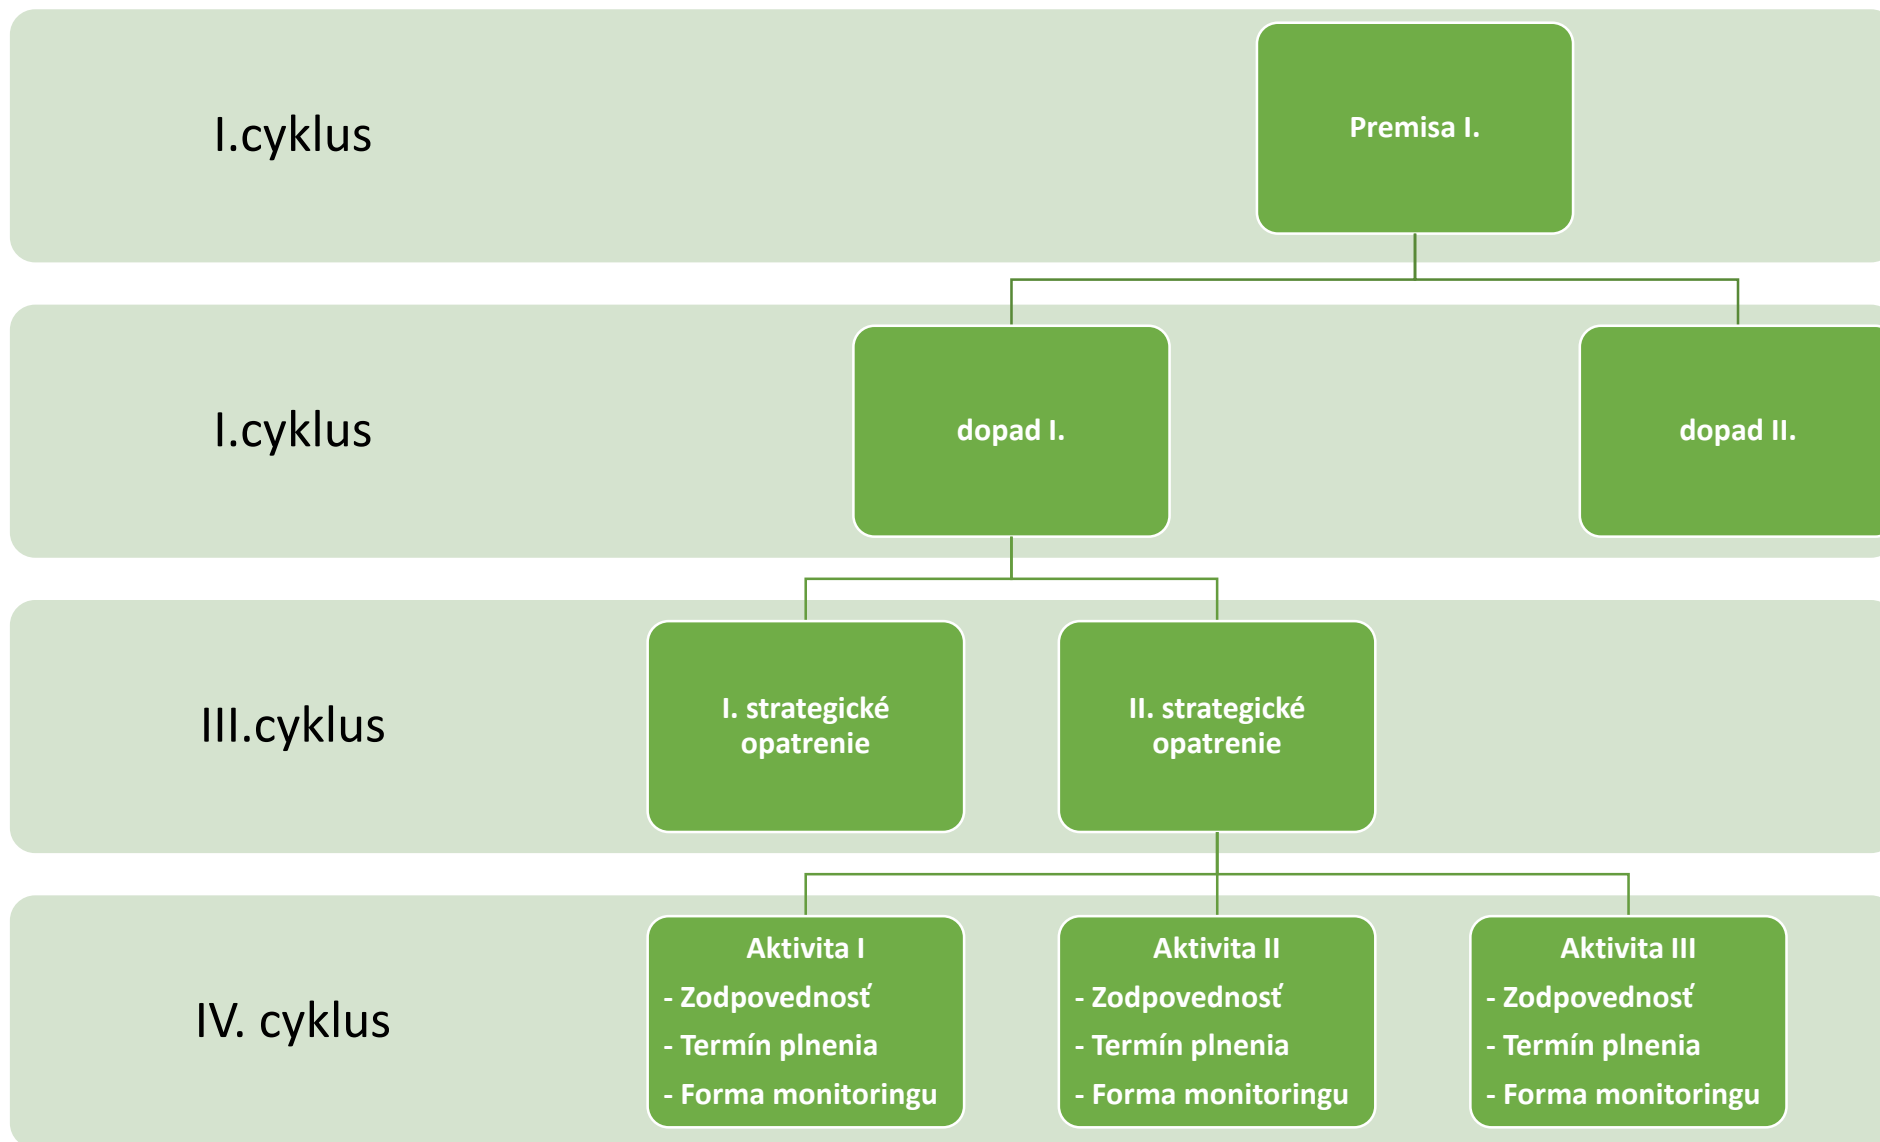 I.cyklus
Premisa I.
I.cyklus
dopad I.
dopad II.
III.cyklus
I. strategické
opatrenie
II. strategické
opatrenie
IV. cyklus
Aktivita I
- Zodpovednosť
- Termín plnenia
- Forma monitoringu
Aktivita II
- Zodpovednosť
- Termín plnenia
- Forma monitoringu
Aktivita III
- Zodpovednosť
- Termín plnenia
- Forma monitoringu